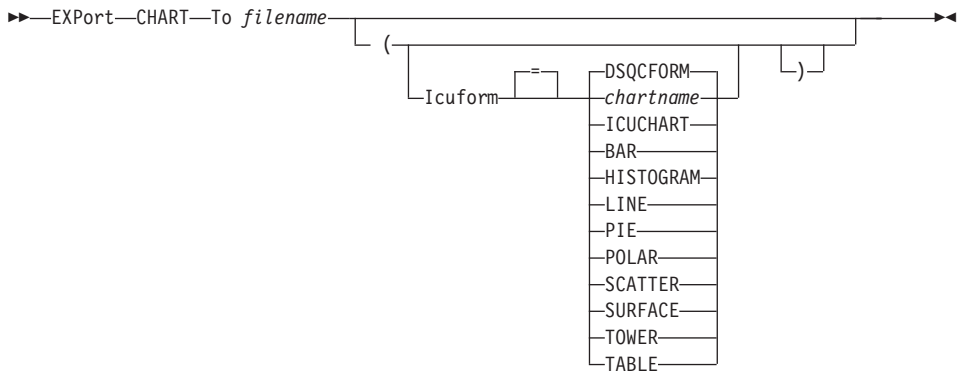 ▶▶─EXPort─CHART─To filename─▶◀
(
Icuform
=
DSQCFORM
chartname
ICUCHART
BAR
HISTOGRAM
LINE
PIE
POLAR
SCATTER
SURFACE
TOWER
TABLE
)